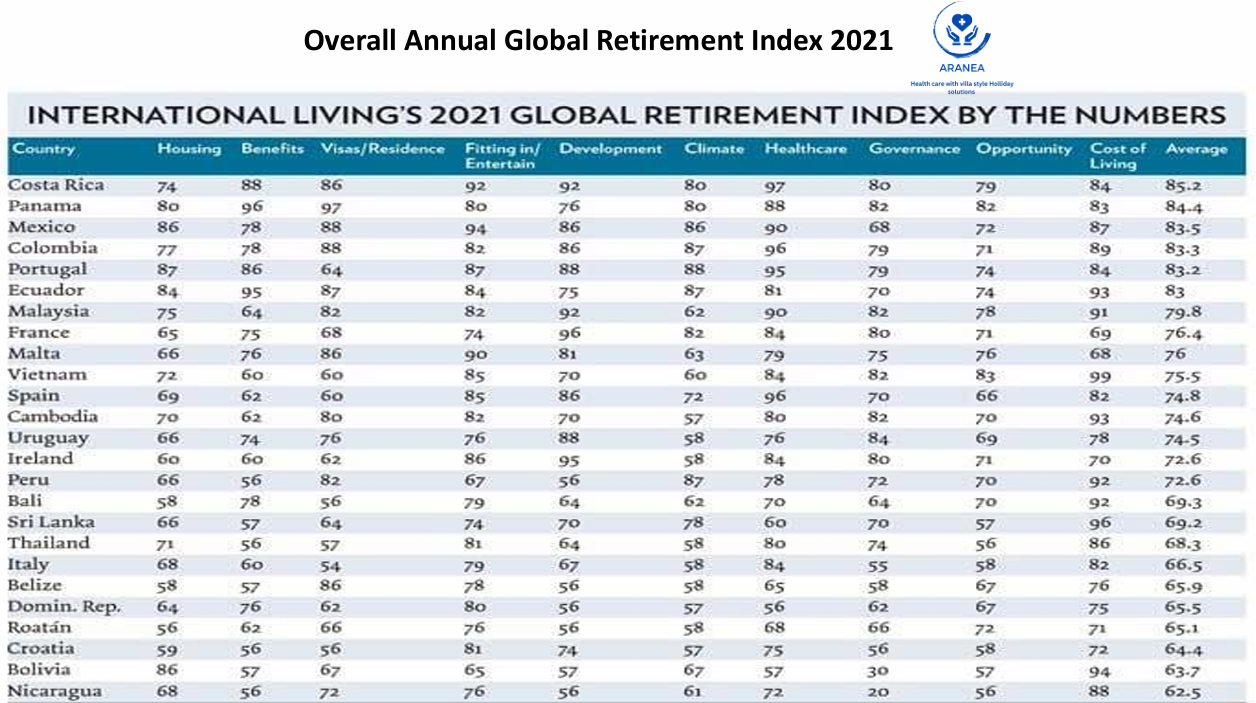 Overall Annual Global Retirement Index 2021
ARANEA
Health care with villa style Holliday
solutions
INTERNATIONAL LIVING'S 2021 GLOBAL RETIREMENT INDEX BY THE NUMBERS
Country Housing Benefits Visas/Residence Fitting in/ Entertain Development Climate Healthcare Governance Opportunity Cost of Living Average
Costa Rica 74 88 86 92 92 80 97 80 79 84 85.2
Panama 80 96 97 80 76 80 88 82 82 83 84.4
Mexico 86 78 88 94 86 86 90 68 72 87 83.5
Colombia 77 78 88 82 86 87 96 79 71 89 83.3
Portugal 87 86 64 87 88 88 95 79 74 84 83.2
Ecuador 84 95 87 84 75 87 81 70 74 93 83
Malaysia 75 64 82 82 92 62 90 82 78 91 79.8
France 65 75 68 74 96 82 84 80 71 69 76.4
Malta 66 76 86 90 81 63 79 75 76 68 76
Vietnam 72 60 60 85 70 60 84 82 83 99 75.5
Spain 69 62 60 85 86 72 96 70 66 82 74.8
Cambodia 70 62 80 82 70 57 80 82 70 93 74.6
Uruguay 66 74 76 76 88 58 76 84 69 78 74.5
Ireland 60 60 62 86 95 58 84 80 71 70 72.6
Peru 66 56 82 67 56 87 78 72 70 92 72.6
Bali 58 78 56 79 64 62 70 64 70 92 69.3
Sri Lanka 66 57 64 74 70 78 60 70 57 96 69.2
Thailand 71 56 57 81 64 58 80 74 56 86 68.3
Italy 68 60 54 79 67 58 84 55 58 82 66.5
Belize 58 57 86 78 56 58 65 58 67 76 65.9
Domin. Rep. 64 76 62 80 56 57 56 62 67 75 65.5
Roatán 56 62 66 76 56 58 68 66 72 71 65.1
Croatia 59 56 56 81 74 57 75 56 58 72 64.4
Bolivia 86 57 67 65 57 67 57 30 57 94 63.7
Nicaragua 68 56 72 76 56 61 72 20 56 88 62.5